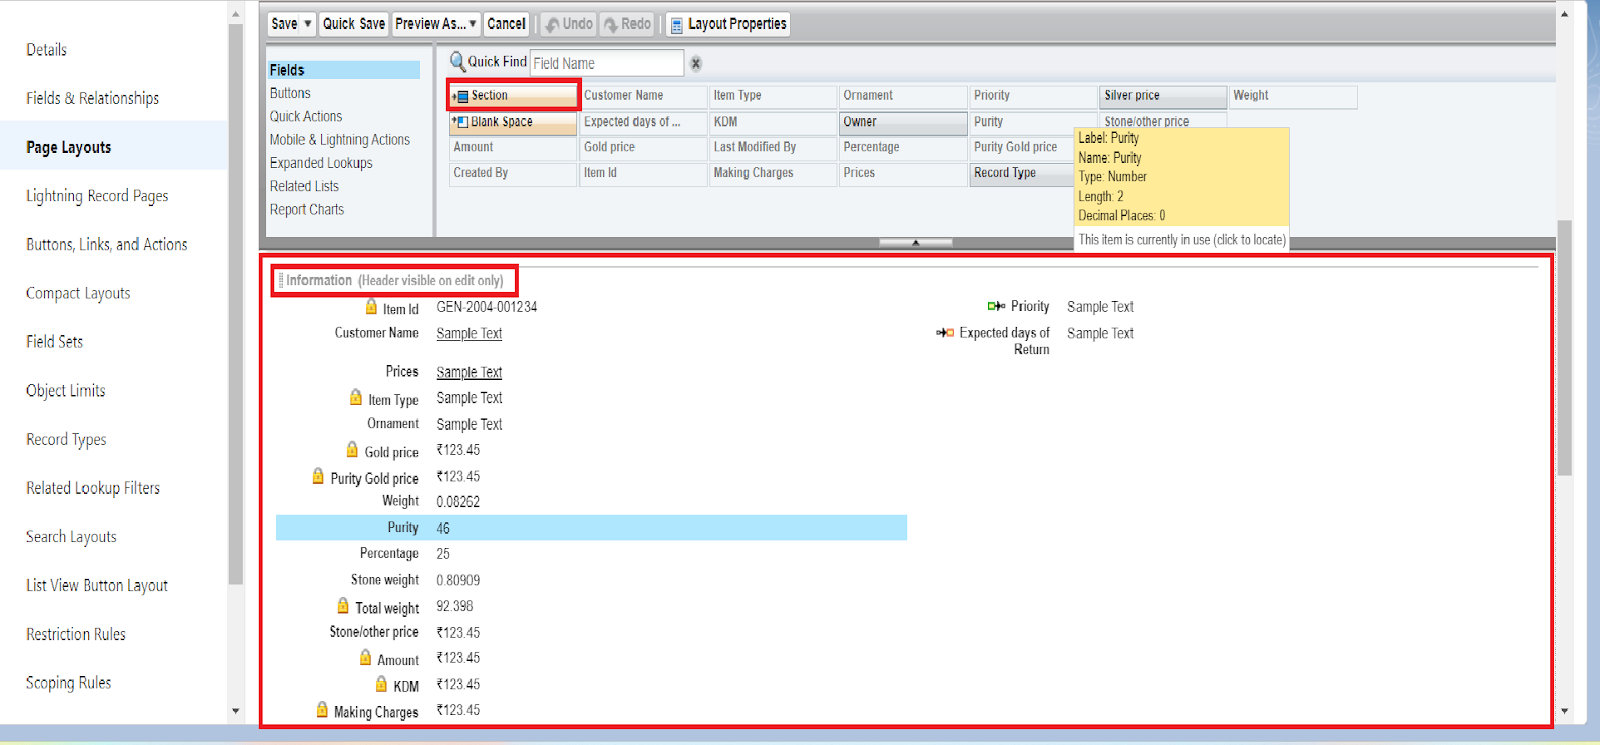 Details
Fields & Relationships
Page Layouts
Lightning Record Pages
Buttons, Links, and Actions
Compact Layouts
Field Sets
Object Limits
Record Types
Related Lookup Filters
Search Layouts
List View Button Layout
Restriction Rules
Scoping Rules
Save Quick Save Preview As... Cancel Undo Redo Layout Properties
Fields
Buttons
Quick Actions
Mobile & Lightning Actions
Expanded Lookups
Related Lists
Report Charts
Quick Find Field Name
Section Customer Name Item Type Ornament Priority Silver price Weight
Blank Space Expected days of ... KDM Owner Purity Stone/other price
Amount Gold price Last Modified By Percentage Purity Gold price
Created By Item Id Making Charges Prices Record Type
Label: Purity
Name: Purity
Type: Number
Length: 2
Decimal Places: 0
This item is currently in use (click to locate)
Information (Header visible on edit only)
Item Id GEN-2004-001234 Priority Sample Text
Customer Name Sample Text Expected days of Sample Text
Return
Prices Sample Text
Item Type Sample Text
Ornament Sample Text
Gold price ₹123.45
Purity Gold price ₹123.45
Weight 0.08262
Purity 46
Percentage 25
Stone weight 0.80909
Total weight 92.398
Stone/other price ₹123.45
Amount ₹123.45
KDM ₹123.45
Making Charges ₹123.45